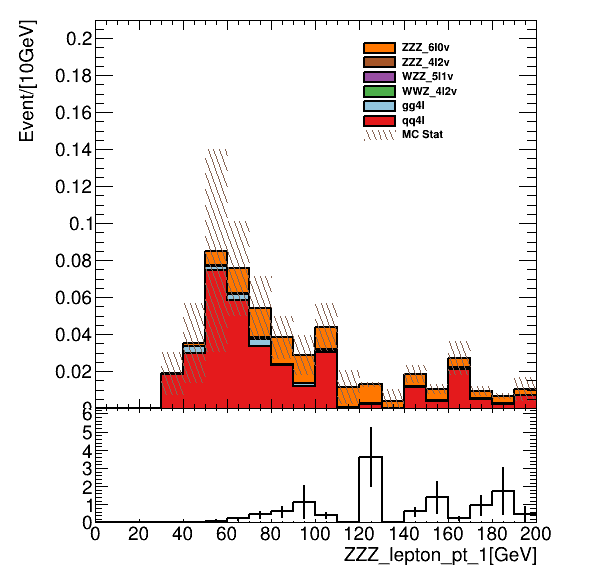 Event/[10GeV]
0.2
0.18
0.16
0.14
0.12
0.1
0.08
0.06
0.04
0.02
0
ZZZ_6l0v
ZZZ_4l2v
WZZ_5l1v
WWZ_4l2v
gg4l
qq4l
MC Stat
6
5
4
3
2
1
0
0 20 40 60 80 100 120 140 160 180 200
ZZZ_lepton_pt_1[GeV]